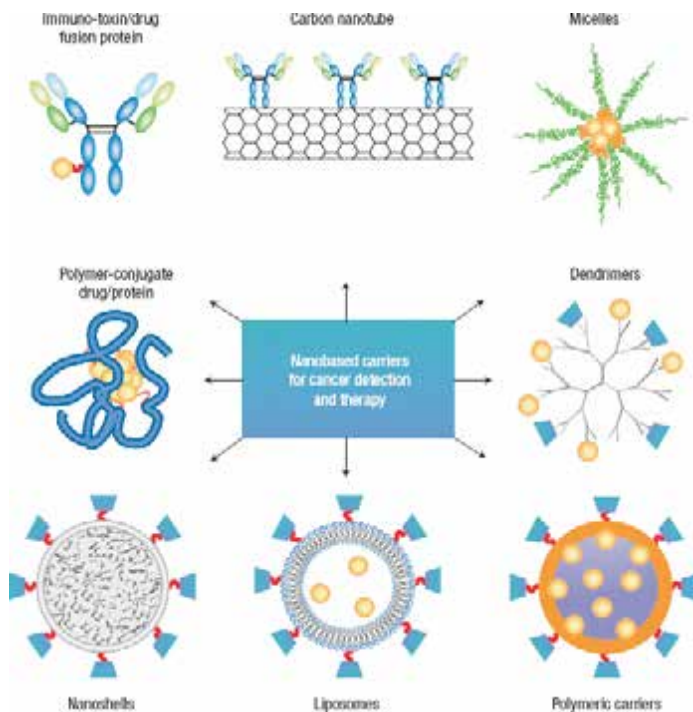 Immuno-toxin/drug
fusion protein
Carbon nanotube
Micelles
Polymer-conjugate
drug/protein
Dendrimers
Nanobased carriers
for cancer detection
and therapy
Nanoshells
Liposomes
Polymeric carriers